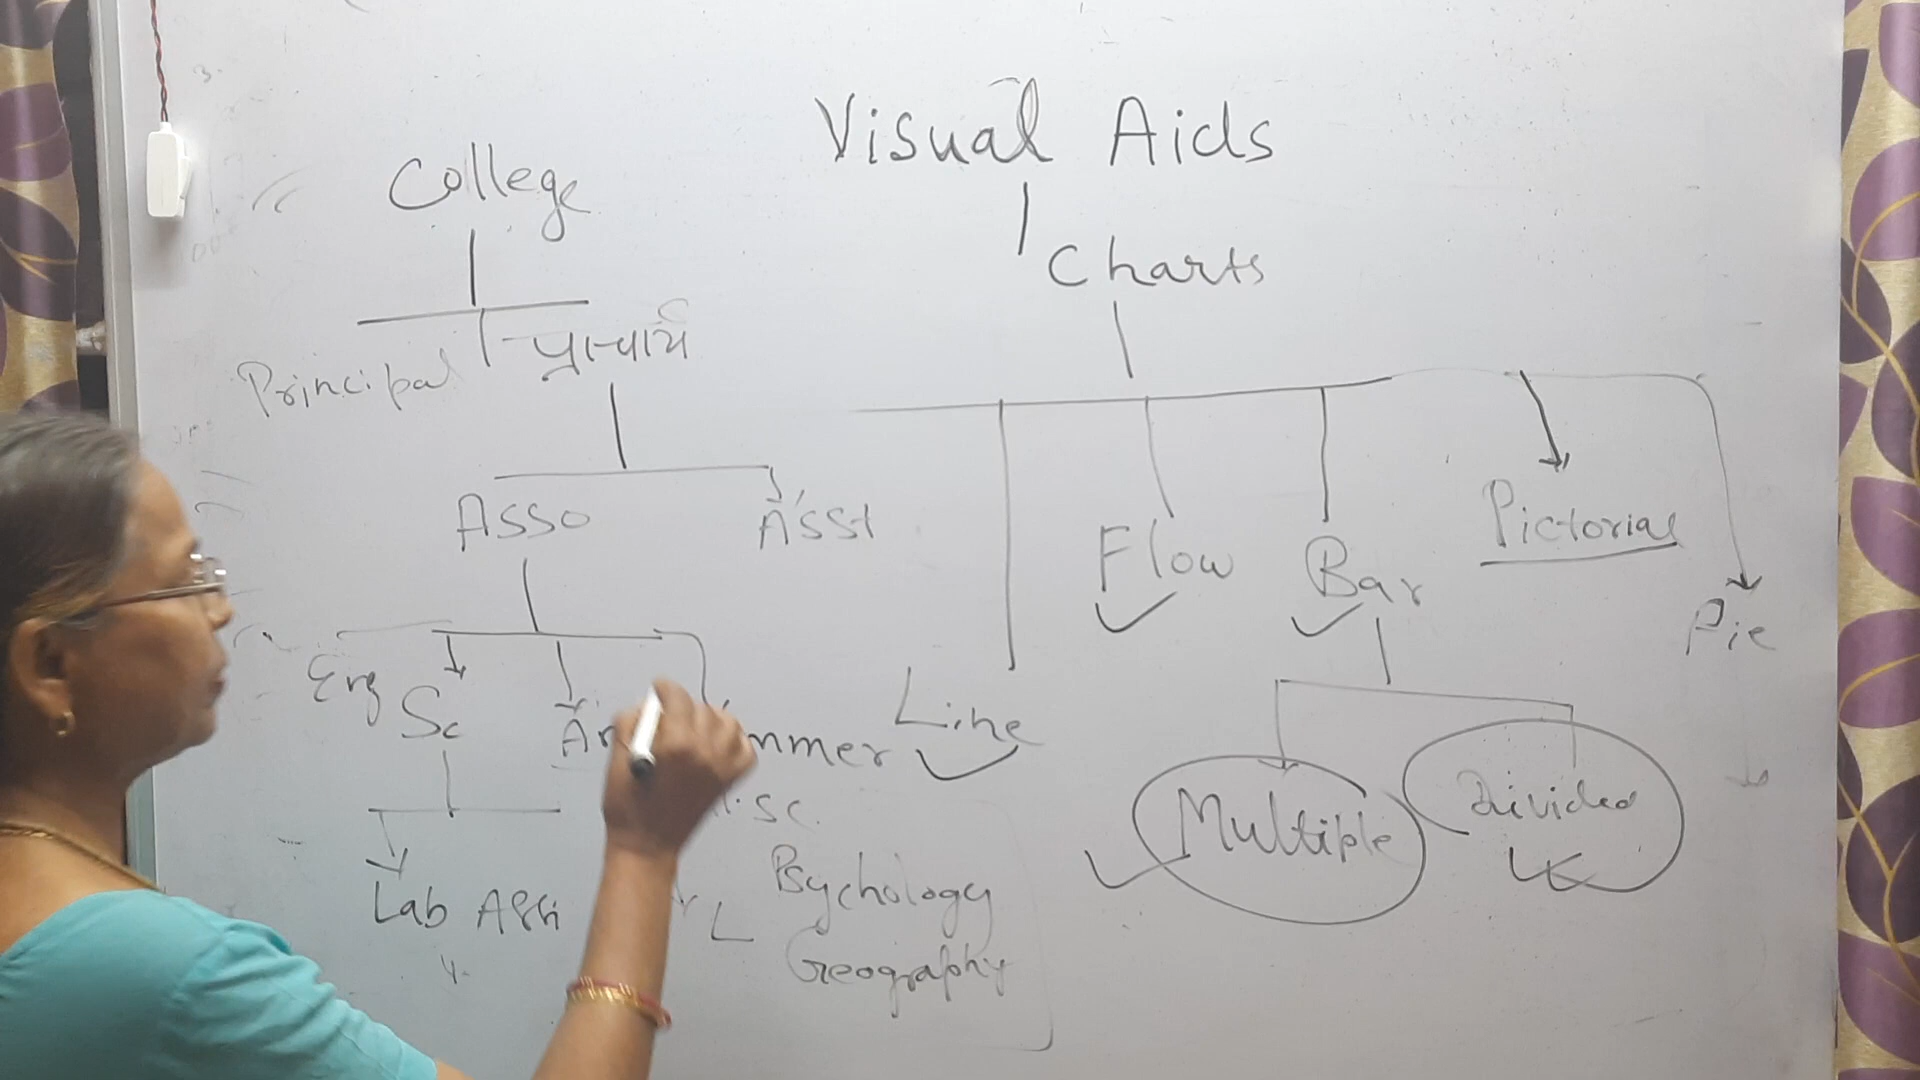 Visual Aids
Charts
Line
Flow
Bar
Pictorial
Pie
Multiple
Divided
College
Principal
प्राचार्य
Asso
Asst
Eng
Sc
mmer
Lab
Psychology
Geography